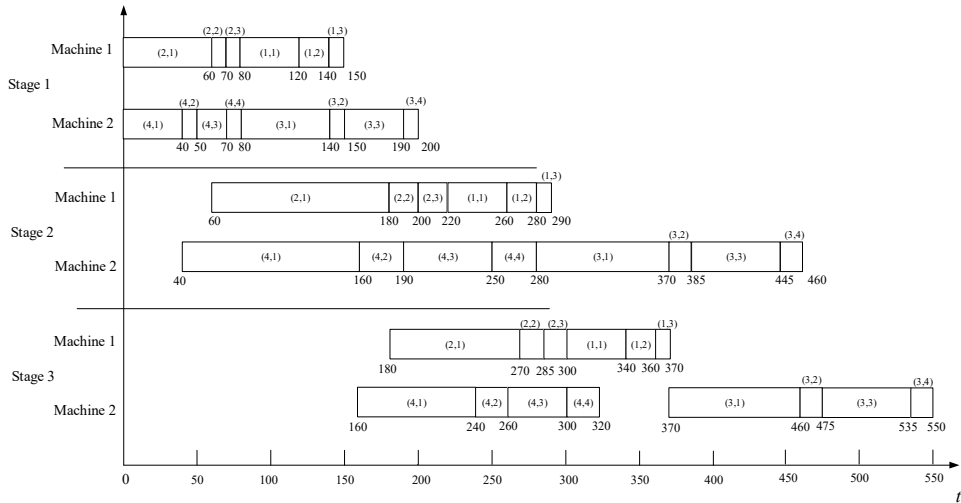 (2,2) (2,3) (1,3)
Machine 1 (2,1) (1,1) (1,2)
60 70 80 120 140 150
Stage 1
(4,2) (4,4) (3,2) (3,4)
Machine 2 (4,1) (4,3) (3,1) (3,3)
40 50 70 80 140 150 190 200
(1,3)
Machine 1 (2,1) (2,2) (2,3) (1,1) (1,2)
60 180 200 220 260 280 290
Stage 2
(3,2) (3,4)
Machine 2 (4,1) (4,2) (4,3) (4,4) (3,1) (3,3)
40 160 190 250 280 370 385 445 460
(2,2) (2,3) (1,3)
Machine 1 (2,1) (1,1) (1,2)
180 270 285 300 340 360 370
Stage 3
(3,2) (3,4)
Machine 2 (4,1) (4,2) (4,3) (4,4) (3,1) (3,3)
160 240 260 300 320 370 460 475 535 550
0 50 100 150 200 250 300 350 400 450 500 550
t